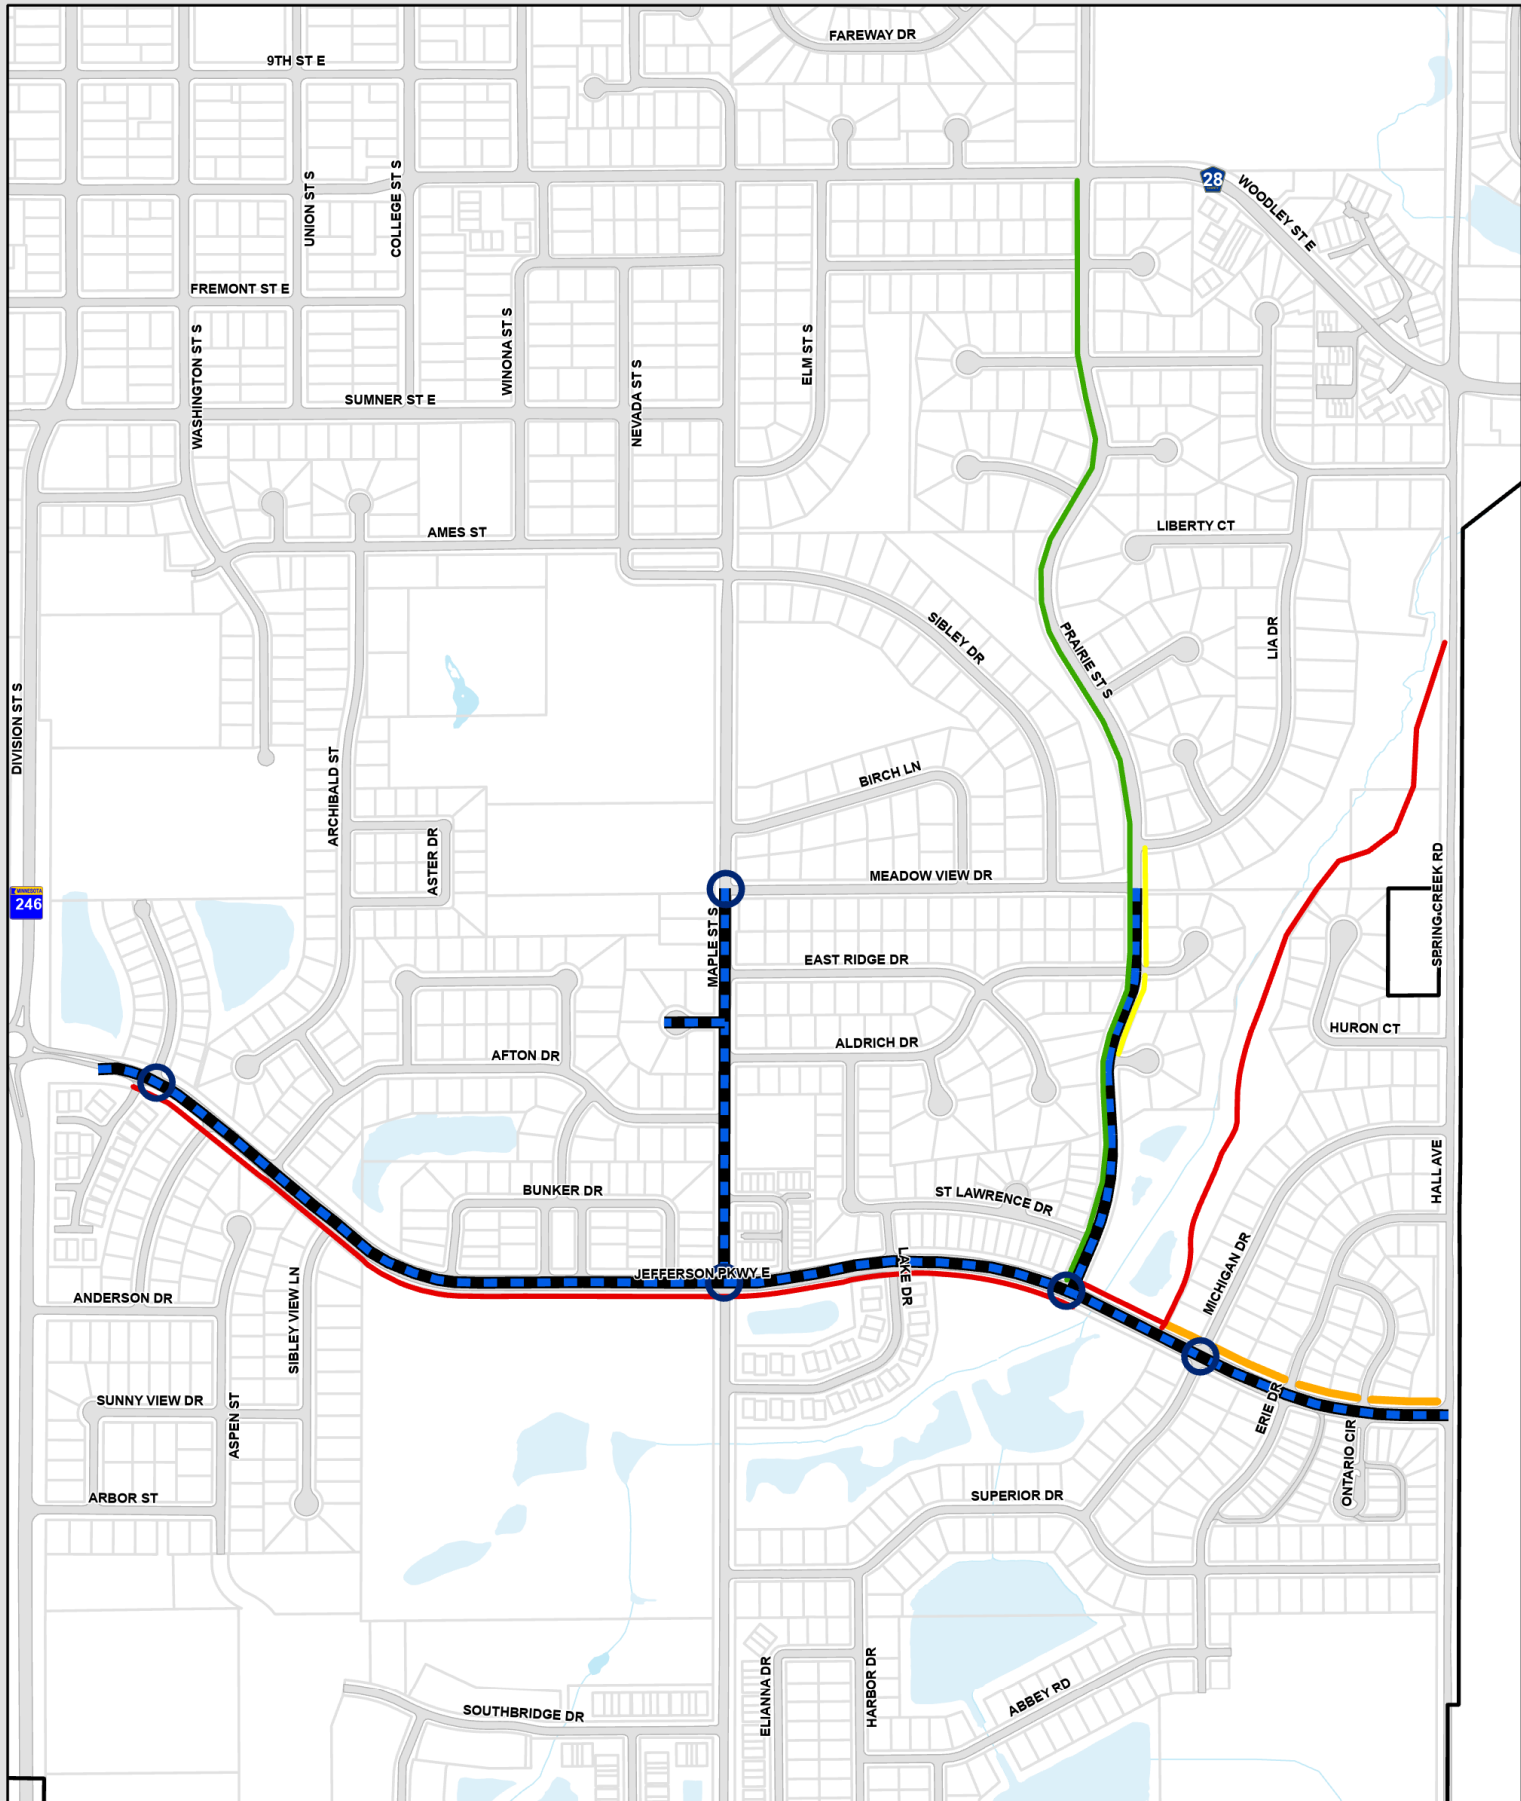 FAREWAY DR
9TH ST E
28
WOODLEY ST E
UNION ST S
COLLEGE ST S
FREMONT ST E
WASHINGTON ST S
WINONA ST S
ELM ST S
NEVADA ST S
SUMNER ST E
AMES ST
LIBERTY CT
SIBLEY DR
PRAIRIE ST S
LIA DR
DIVISION ST S
ARCHIBALD ST
BIRCH LN
ASTER DR
MEADOW VIEW DR
MINNESOTA
246
SPRING CREEK RD
MAPLE ST S
EAST RIDGE DR
HURON CT
ALDRICH DR
AFTON DR
HALL AVE
BUNKER DR
ST LAWRENCE DR
MICHIGAN DR
LAKE DR
JEFFERSON PKWY E
ANDERSON DR
SIBLEY VIEW LN
SUNNY VIEW DR
ASPEN ST
ERIE DR
ONTARIO CIR
ARBOR ST
SUPERIOR DR
ELIANNA DR
HARBOR DR
ABBEY RD
SOUTHBRIDGE DR